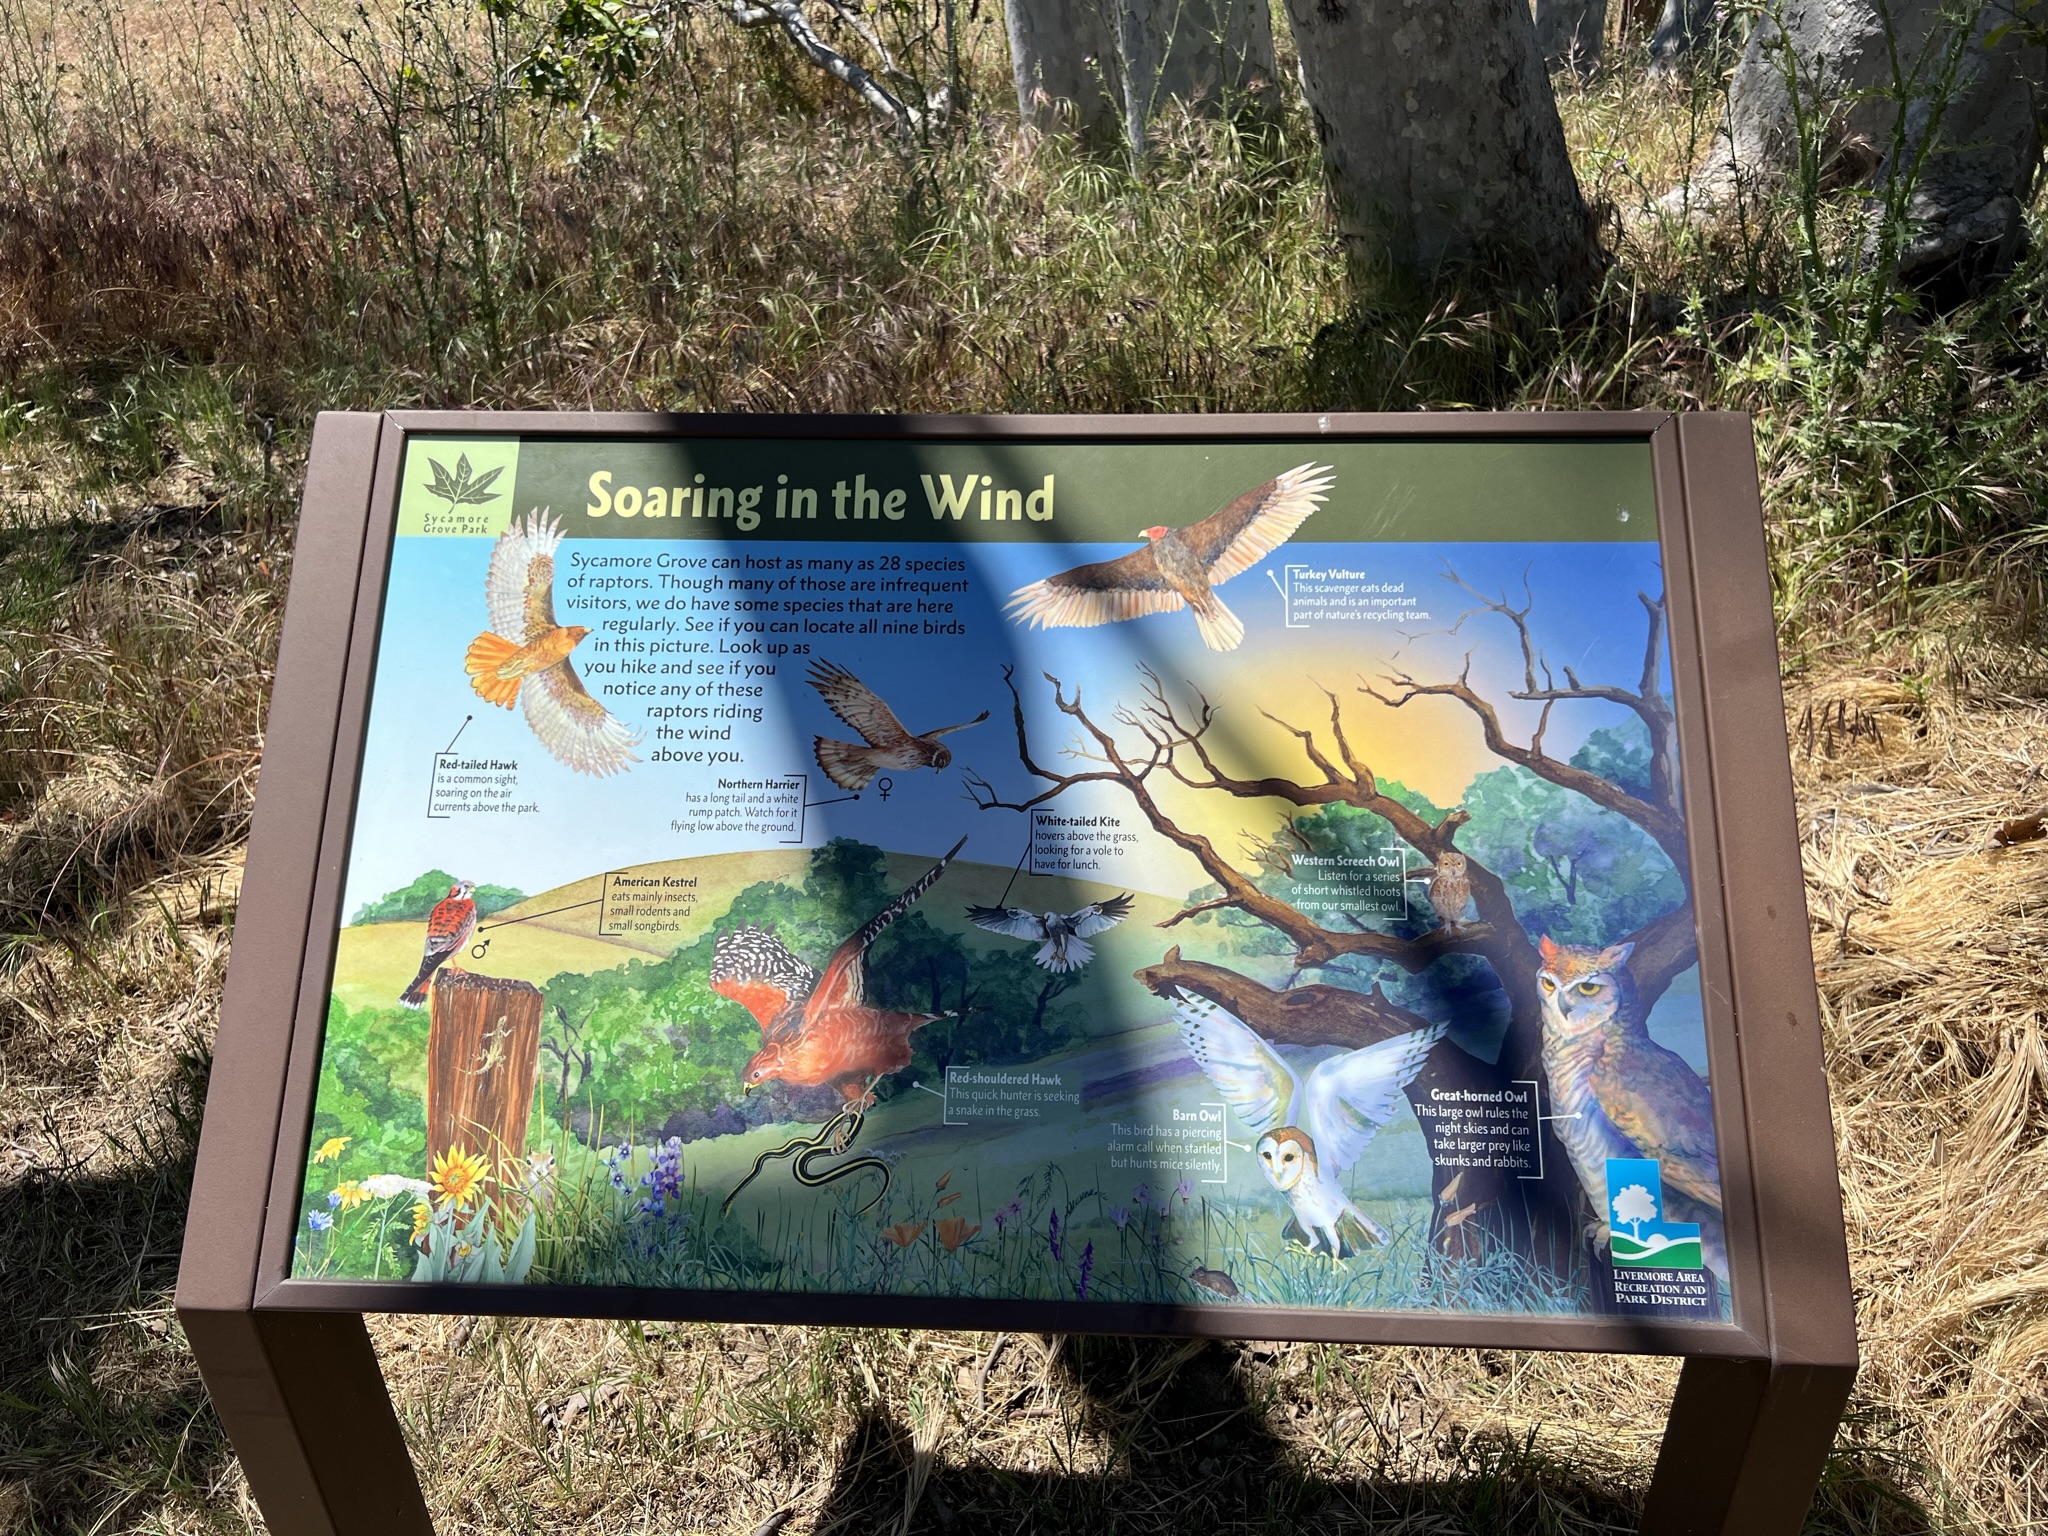 Sycamore
Grove Park
Soaring in the Wind
Sycamore Grove can host as many as 28 species
of raptors. Though many of those are infrequent
visitors, we do have some species that are here
regularly. See if you can locate all nine birds
in this picture. Look up as
you hike and see if you
notice any of these
raptors riding
the wind
above you.
Turkey Vulture
This scavenger eats dead
animals and is an important
part of nature's recycling team.
Red-tailed Hawk
is a common sight,
soaring on the air
currents above the park.
Northern Harrier
has a long tail and a white
rump patch. Watch for it
flying low above the ground.
♀
White-tailed Kite
hovers above the grass,
looking for a vole to
have for lunch.
Western Screech Owl
Listen for a series
of short whistled hoots
from our smallest owl.
American Kestrel
eats mainly insects,
small rodents and
small songbirds.
♂
Red-shouldered Hawk
This quick hunter is seeking
a snake in the grass.
Barn Owl
This bird has a piercing
alarm call when startled
but hunts mice silently.
Great-horned Owl
This large owl rules the
night skies and can
take larger prey like
skunks and rabbits.
LIVERMORE AREA
RECREATION AND
PARK DISTRICT